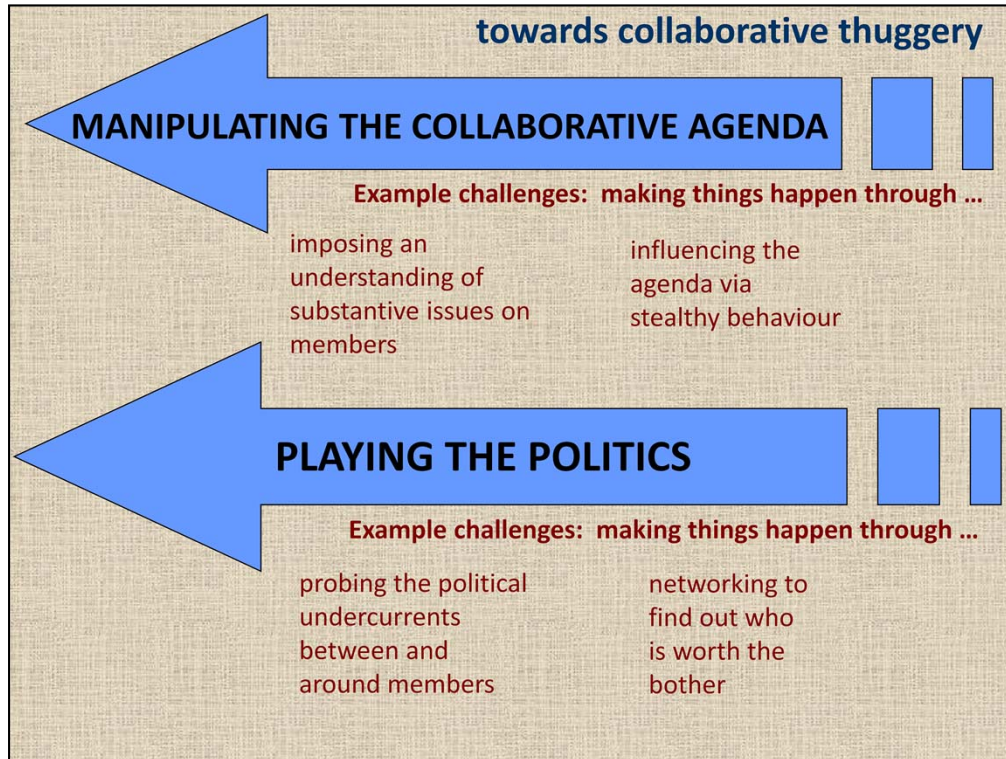 towards collaborative thuggery
MANIPULATING THE COLLABORATIVE AGENDA
Example challenges: making things happen through …
imposing an
understanding of
substantive issues on
members
influencing the
agenda via
stealthy behaviour
PLAYING THE POLITICS
Example challenges: making things happen through …
probing the political
undercurrents
between and
around members
networking to
find out who
is worth the
bother